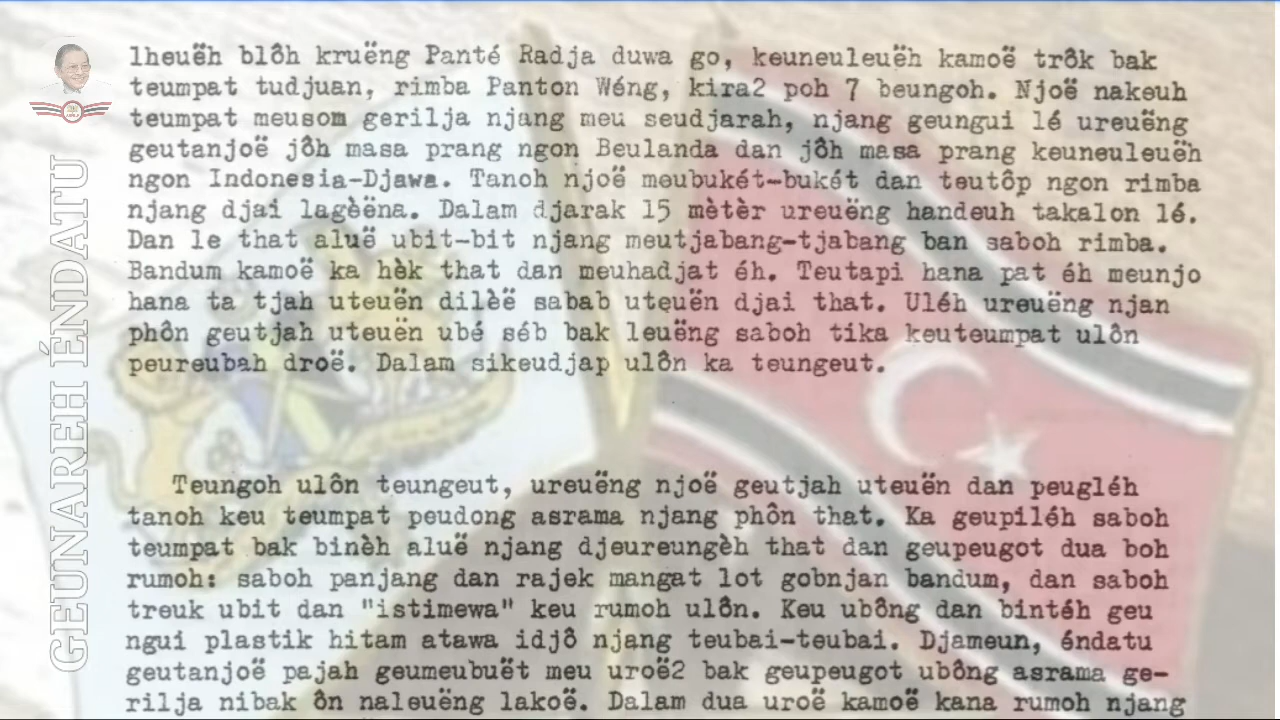 lheuëh blôh kruëng Panté Radja duwa go, keuneuleuëh kamoë trôk bak
teumpat tudjuan, rimba Panton Wéng, kira2 poh 7 beungoh. Njoë nakeuh
teumpat meusom gerilja njang meu seudjarah, njang geungui lé ureuëng
geutanjoë jôh masa prang ngon Beulanda dan jôh masa prang keuneuleuëh
ngon Indonesia-Djawa. Tanoh njoë meubukét-bukét dan teutôp ngon rimba
njang djai lagèëna. Dalam djarak 15 mètèr ureuëng handeuh takalon lé.
Dan le that aluë ubit-bit njang meutjabang-tjabang ban saboh rimba.
Bandum kamoë ka hèk that dan meuhadjat éh. Teutapi hana pat éh meunjo
hana ta tjah uteuën dilèë sabab uteuën djai that. Uléh ureuëng njan
phôn geutjah uteuën ubé séb bak leuëng saboh tika keuteumpat ulôn
peureubah droë. Dalam sikeudjap ulôn ka teungeut.
Teungoh ulôn teungeut, ureuëng njoë geutjah uteuën dan peugléh
tanoh keu teumpat peudong asrama njang phôn that. Ka geupiléh saboh
teumpat bak binèh aluë njang djeureungèh that dan geupeugot dua boh
rumoh: saboh panjang dan rajek mangat lot gobnjan bandum, dan saboh
treuk ubit dan "istimewa" keu rumoh ulôn. Keu ubông dan bintéh geu
ngui plastik hitam atawa idjô njang teubai-teubai. Djameun, éndatu
geutanjoë pajah geumeubuët meu uroë2 bak geupeugot ubông asrama ge-
rilja nibak ôn naleuëng lakoë. Dalam dua uroë kamoë kana rumoh njang
GEUNAREH ÉNDATU